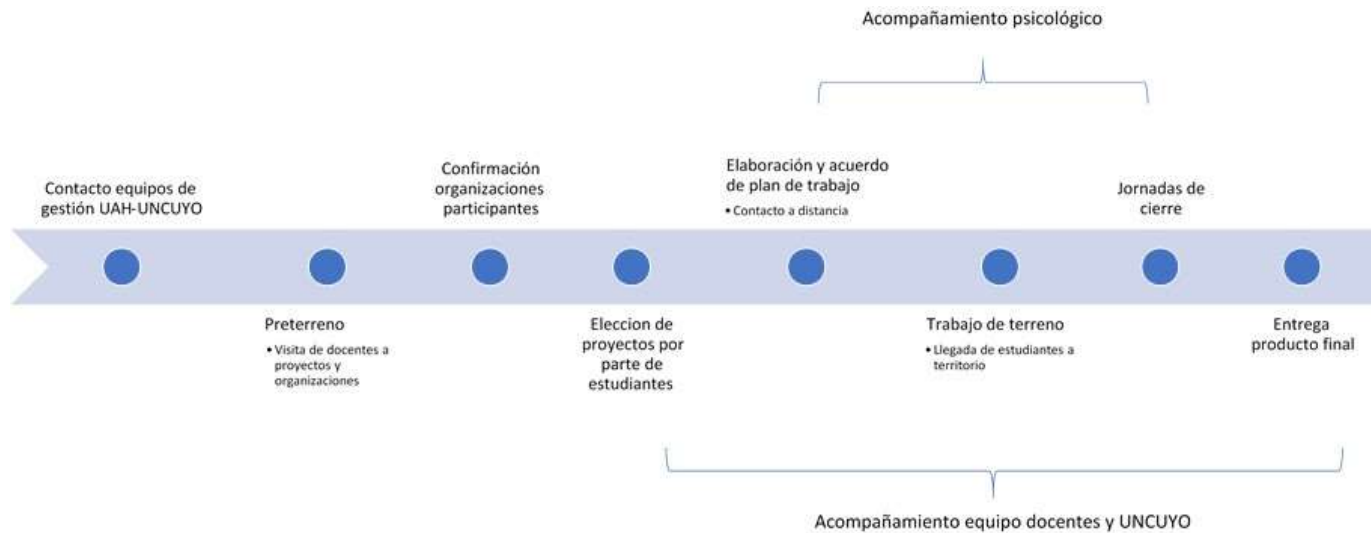 Acompañamiento psicológico
Contacto equipos de
gestión UAH-UNCUYO
Confirmación
organizaciones
participantes
Elaboración y acuerdo
de plan de trabajo
• Contacto a distancia
Jornadas de
cierre
Preterreno
• Visita de docentes a
proyectos y
organizaciones
Eleccion de
proyectos por
parte de
estudiantes
Trabajo de terreno
• Llegada de estudiantes a
territorio
Entrega
producto final
Acompañamiento equipo docentes y UNCUYO